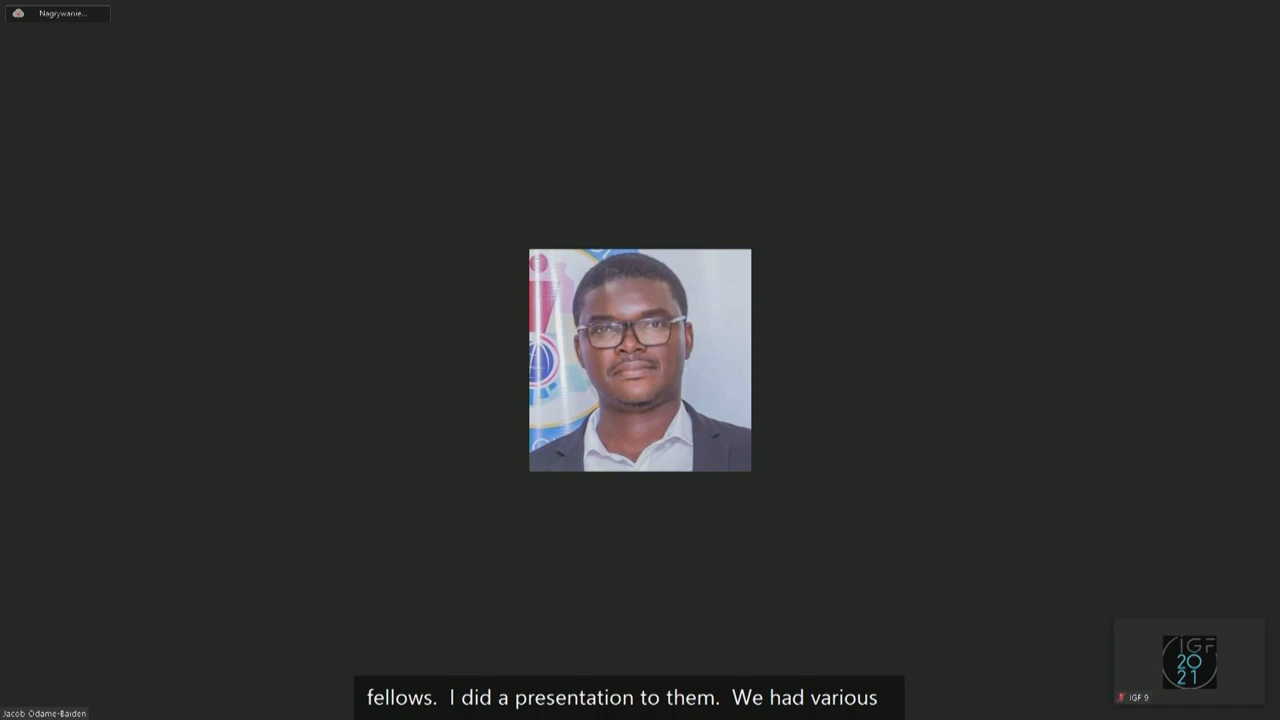 Nagrywanie...
IGF
20
21
IGF 9
fellows.  I did a presentation to them.  We had various
Jacob Odame-Baiden